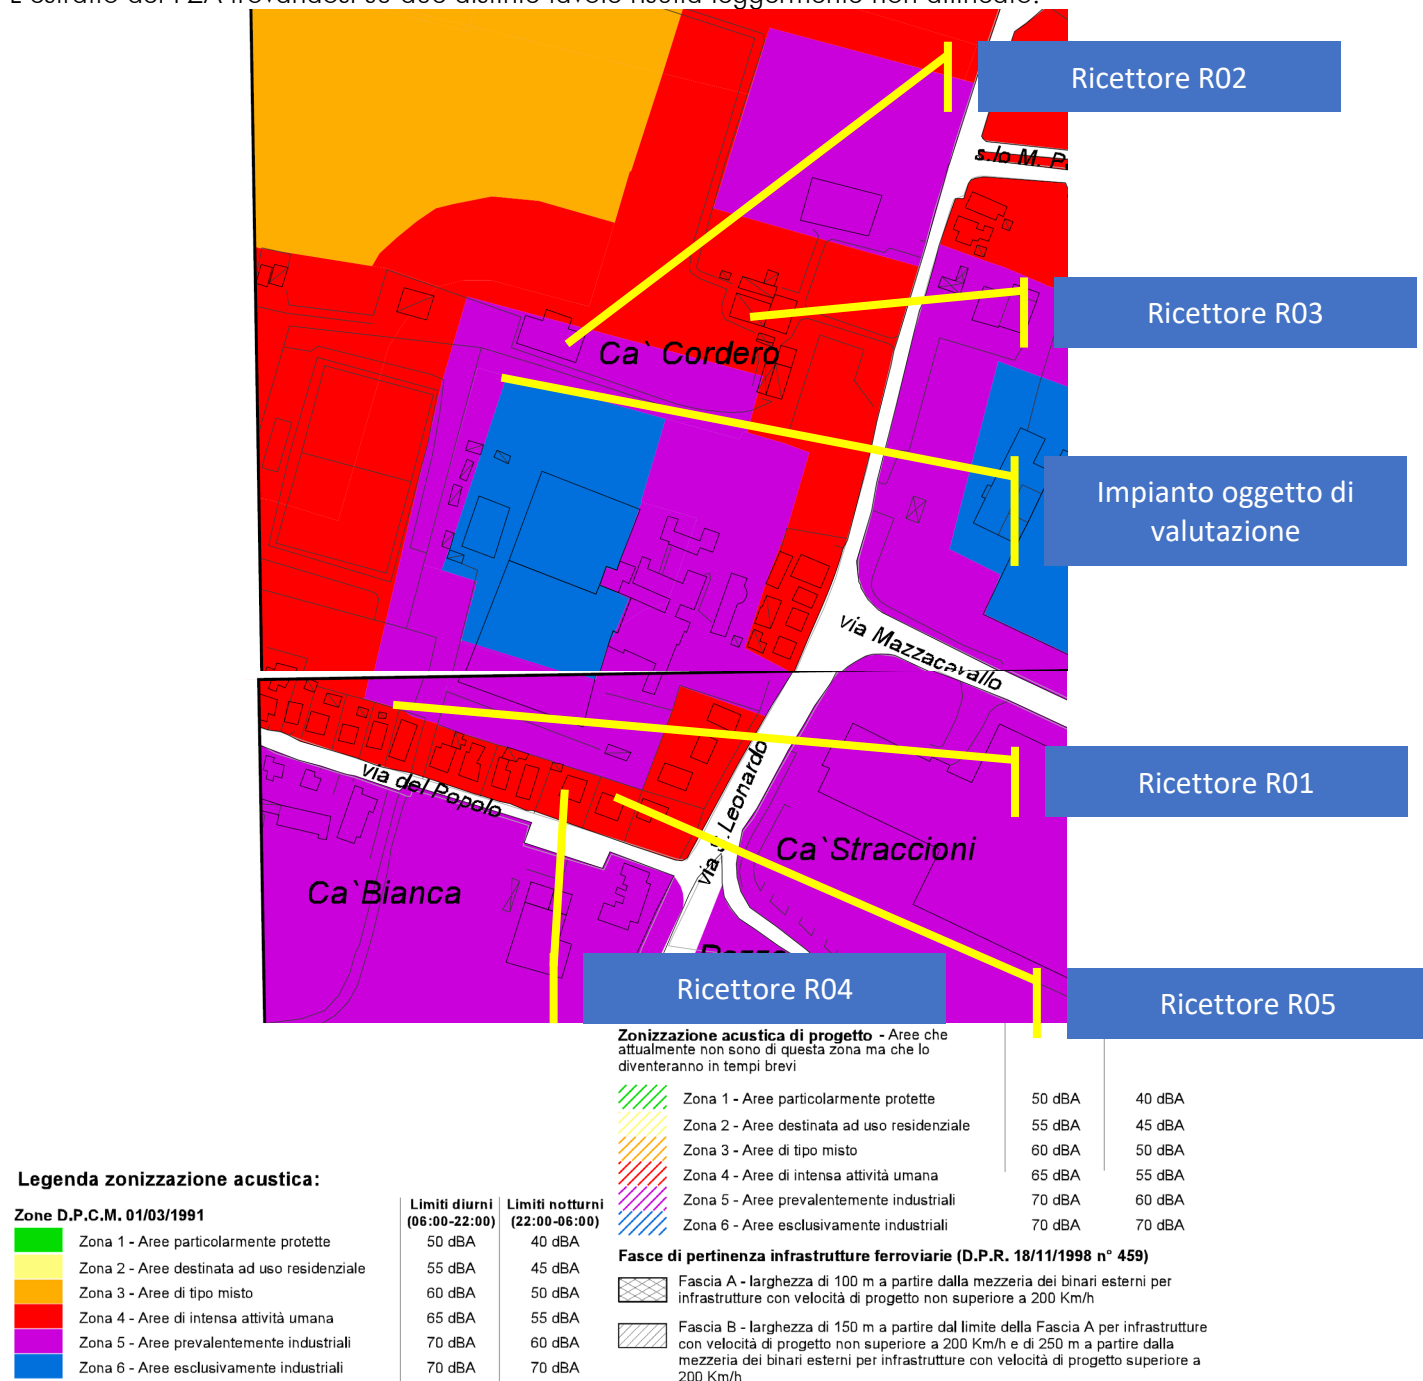 L'estratto del PZA trovandosi su due distinte tavole risulta leggermente non allineato.
Ricettore R02
s.lo M. P
Ricettore R03
Ca` Cordero
Impianto oggetto di
valutazione
via Mazzacavallo
Ricettore R01
via del Popolo
via S. Leonardo
Ca`Straccioni
Ca`Bianca
Ricettore R04
Ricettore R05
Zonizzazione acustica di progetto - Aree che
attualmente non sono di questa zona ma che lo
diventeranno in tempi brevi
Zona 1 - Aree particolarmente protette 50 dBA 40 dBA
Zona 2 - Aree destinata ad uso residenziale 55 dBA 45 dBA
Zona 3 - Aree di tipo misto 60 dBA 50 dBA
Zona 4 - Aree di intensa attività umana 65 dBA 55 dBA
Zona 5 - Aree prevalentemente industriali 70 dBA 60 dBA
Zona 6 - Aree esclusivamente industriali 70 dBA 70 dBA
Fasce di pertinenza infrastrutture ferroviarie (D.P.R. 18/11/1998 n° 459)
Fascia A - larghezza di 100 m a partire dalla mezzeria dei binari esterni per
infrastrutture con velocità di progetto non superiore a 200 Km/h
Fascia B - larghezza di 150 m a partire dal limite della Fascia A per infrastrutture
con velocità di progetto non superiore a 200 Km/h e di 250 m a partire dalla
mezzeria dei binari esterni per infrastrutture con velocità di progetto superiore a
200 Km/h
Legenda zonizzazione acustica:
Zone D.P.C.M. 01/03/1991
Limiti diurni Limiti notturni
(06:00-22:00) (22:00-06:00)
Zona 1 - Aree particolarmente protette 50 dBA 40 dBA
Zona 2 - Aree destinata ad uso residenziale 55 dBA 45 dBA
Zona 3 - Aree di tipo misto 60 dBA 50 dBA
Zona 4 - Aree di intensa attività umana 65 dBA 55 dBA
Zona 5 - Aree prevalentemente industriali 70 dBA 60 dBA
Zona 6 - Aree esclusivamente industriali 70 dBA 70 dBA